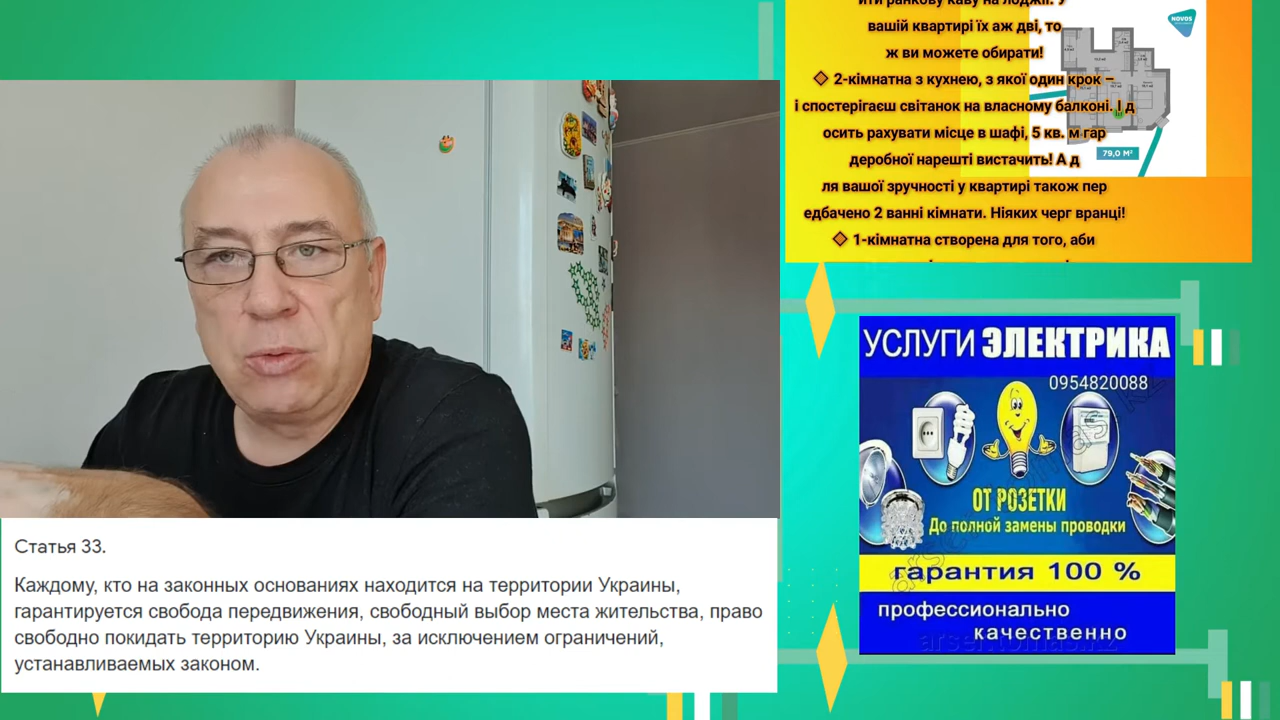 ити ранкову каву на лоджії. У
вашій квартирі їх аж дві, то
ж ви можете обирати!
2-кімнатна з кухнею, з якої один крок –
і спостерігаєш світанок на власному балконі. І д
осить рахувати місце в шафі, 5 кв. м гар
деробної нарешті вистачить! А д
ля вашої зручності у квартирі також пер
едбачено 2 ванні кімнати. Ніяких черг вранці!
1-кімнатна створена для того, аби
NOVOS
79,0 М²
УСЛУГИ ЭЛЕКТРИКА
0954820088
ОТ РОЗЕТКИ
До полной замены проводки
гарантия 100 %
профессионально
качественно
Статья 33.
Каждому, кто на законных основаниях находится на территории Украины,
гарантируется свобода передвижения, свободный выбор места жительства, право
свободно покидать территорию Украины, за исключением ограничений,
устанавливаемых законом.